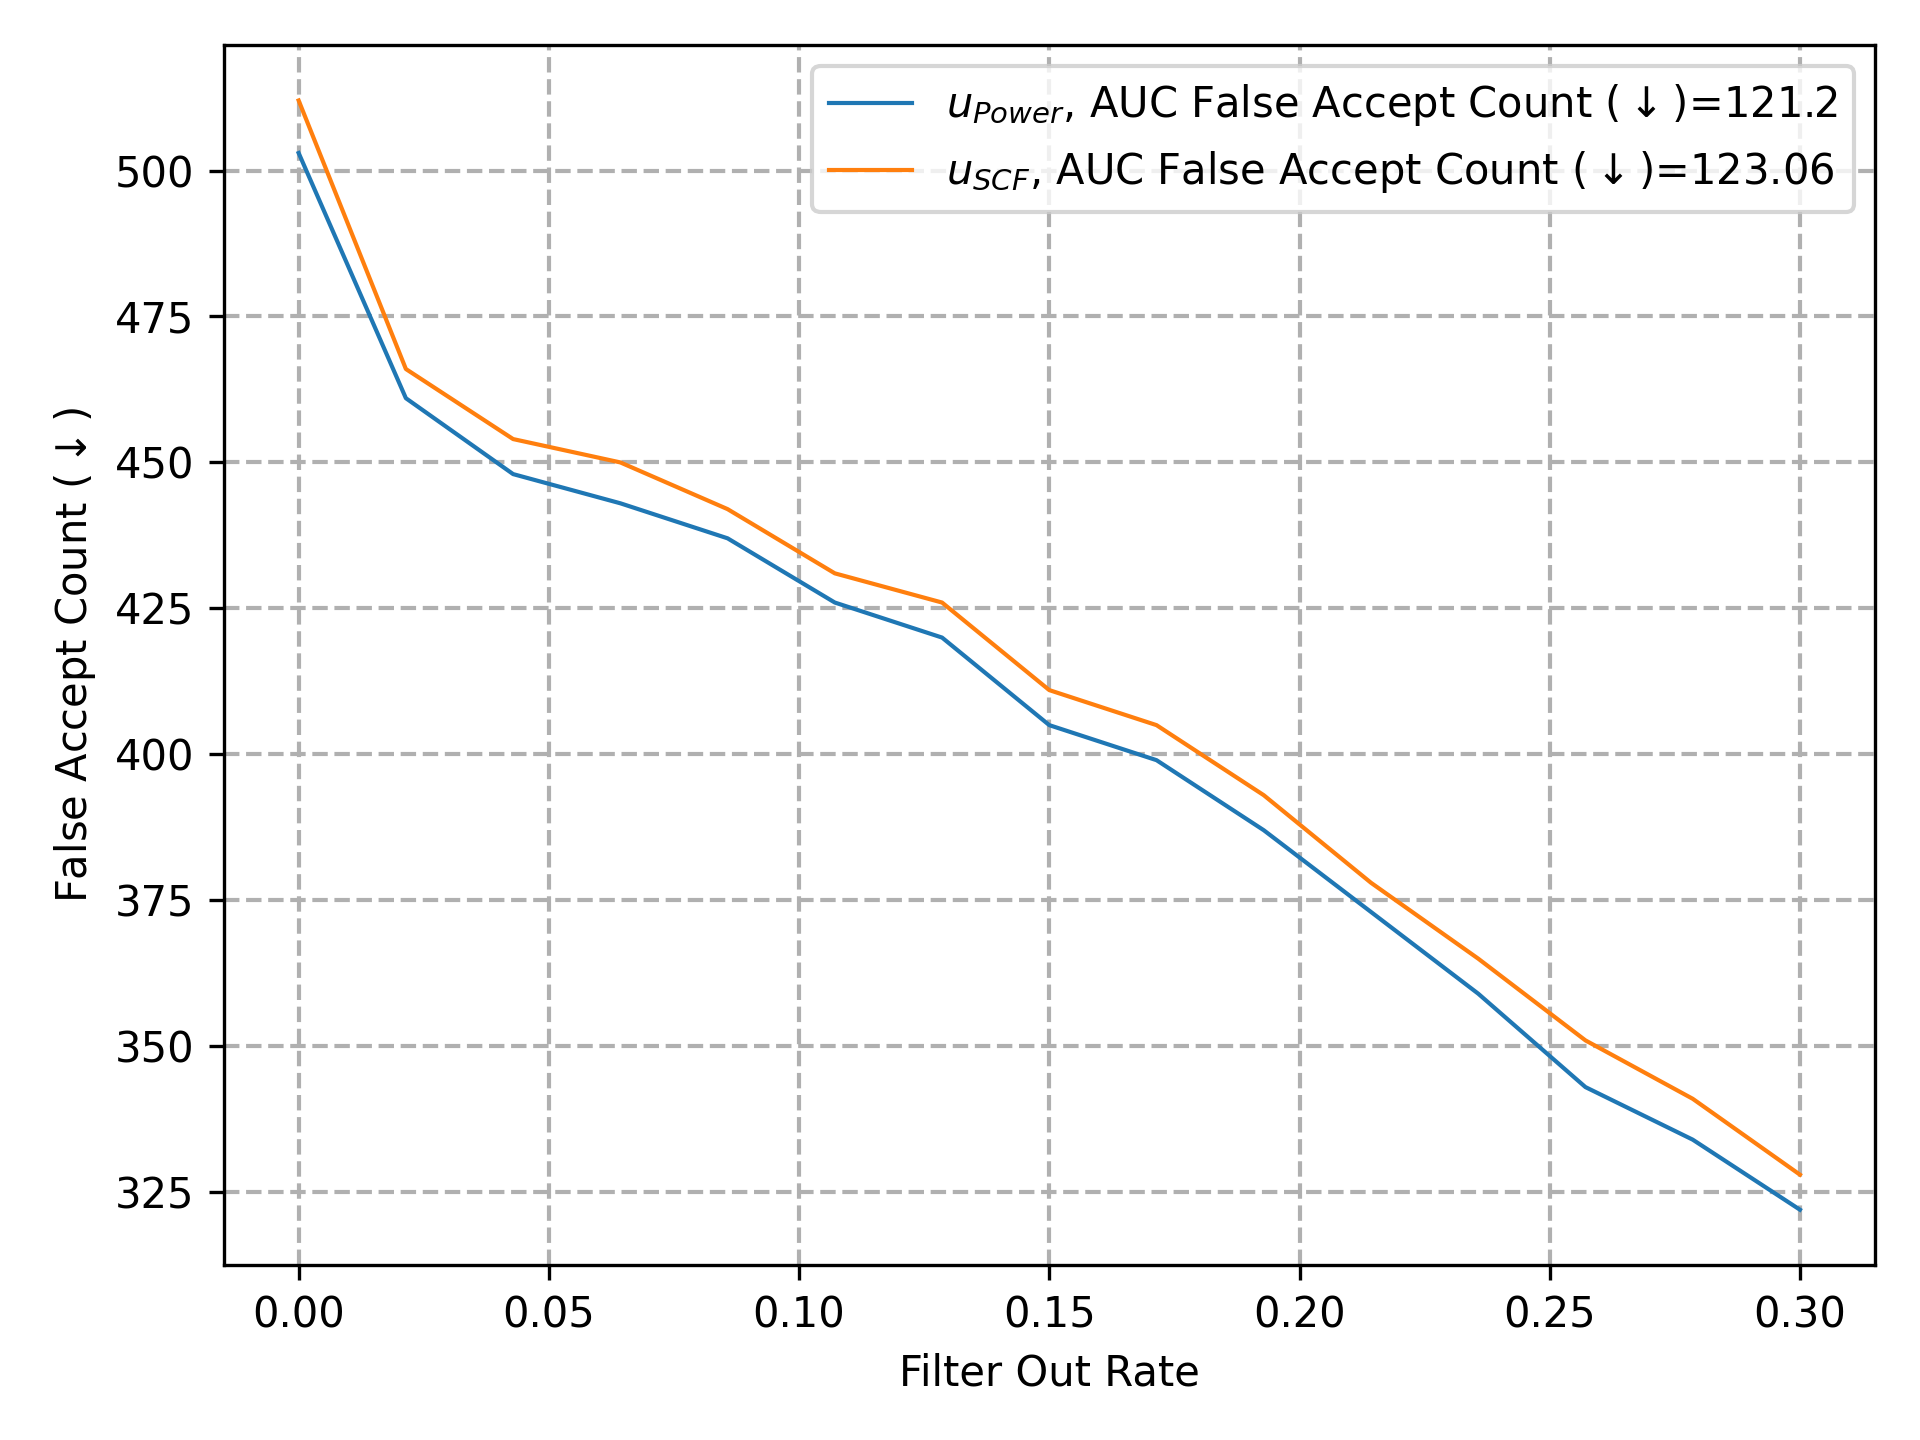 u_Power, AUC False Accept Count (↓)=121.2
u_SCF, AUC False Accept Count (↓)=123.06
500
475
450
425
400
375
350
325
False Accept Count (↓)
0.00 0.05 0.10 0.15 0.20 0.25 0.30
Filter Out Rate